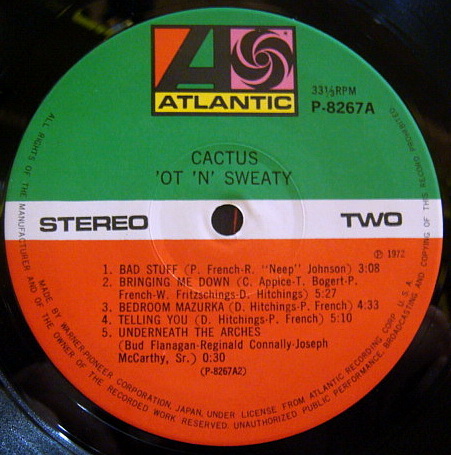 ATLANTIC
33⅓RPM
P-8267A
CACTUS
'OT 'N' SWEATY
STEREO
TWO
Ⓟ 1972
1. BAD STUFF (P. French-R. "Neep" Johnson) 3:08
2. BRINGING ME DOWN (C. Appice-T. Bogert-P.
French-W. Fritzschings-D. Hitchings) 5:27
3. BEDROOM MAZURKA (D. Hitchings-P. French) 4:33
4. TELLING YOU (D. Hitchings-P. French) 5:10
5. UNDERNEATH THE ARCHES
(Bud Flanagan-Reginald Connally-Joseph
McCarthy, Sr.) 0:30
(P-8267A2)
MADE BY WARNER-PIONEER CORPORATION, JAPAN, UNDER LICENSE FROM ATLANTIC RECORDING CORP. U. S. A.
ALL RIGHTS OF THE MANUFACTURER AND OF THE OWNER OF THE RECORDED WORK RESERVED. UNAUTHORIZED PUBLIC PERFORMANCE, BROADCASTING AND COPYING OF THIS RECORD PROHIBITED